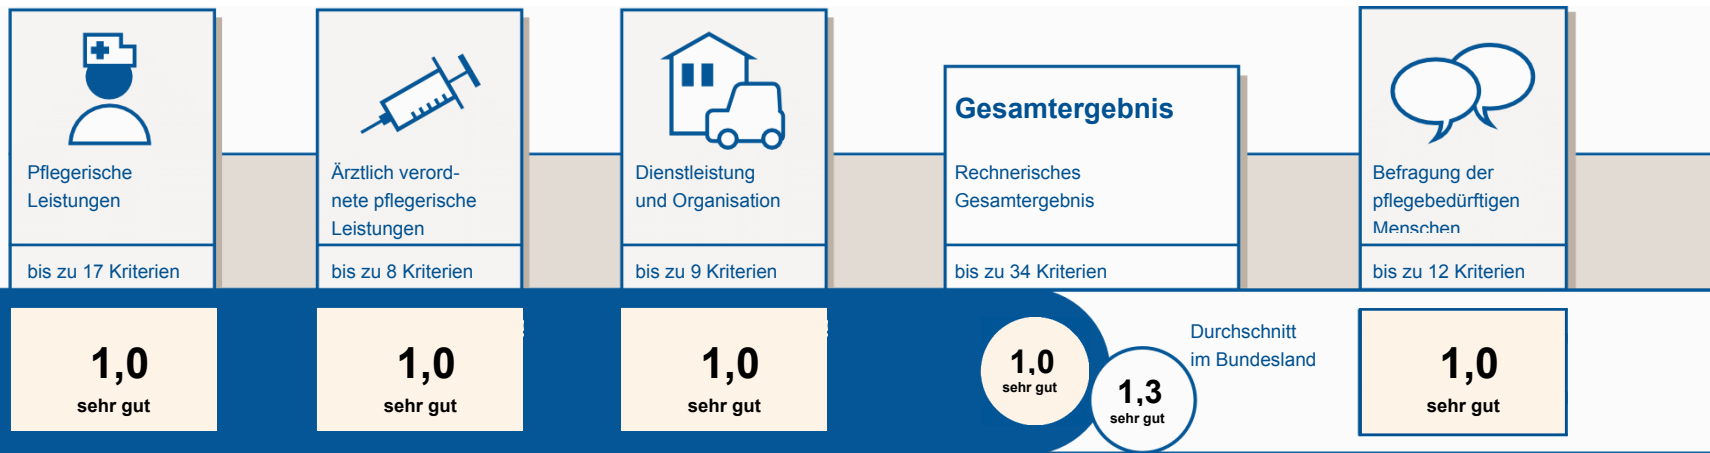 Pflegerische
Leistungen
bis zu 17 Kriterien
1,0
sehr gut
Ärztlich verord-
nete pflegerische
Leistungen
bis zu 8 Kriterien
1,0
sehr gut
Dienstleistung
und Organisation
bis zu 9 Kriterien
1,0
sehr gut
Gesamtergebnis
Rechnerisches
Gesamtergebnis
bis zu 34 Kriterien
1,0
sehr gut
1,3
sehr gut
Durchschnitt
im Bundesland
Befragung der
pflegebedürftigen
Menschen
bis zu 12 Kriterien
1,0
sehr gut